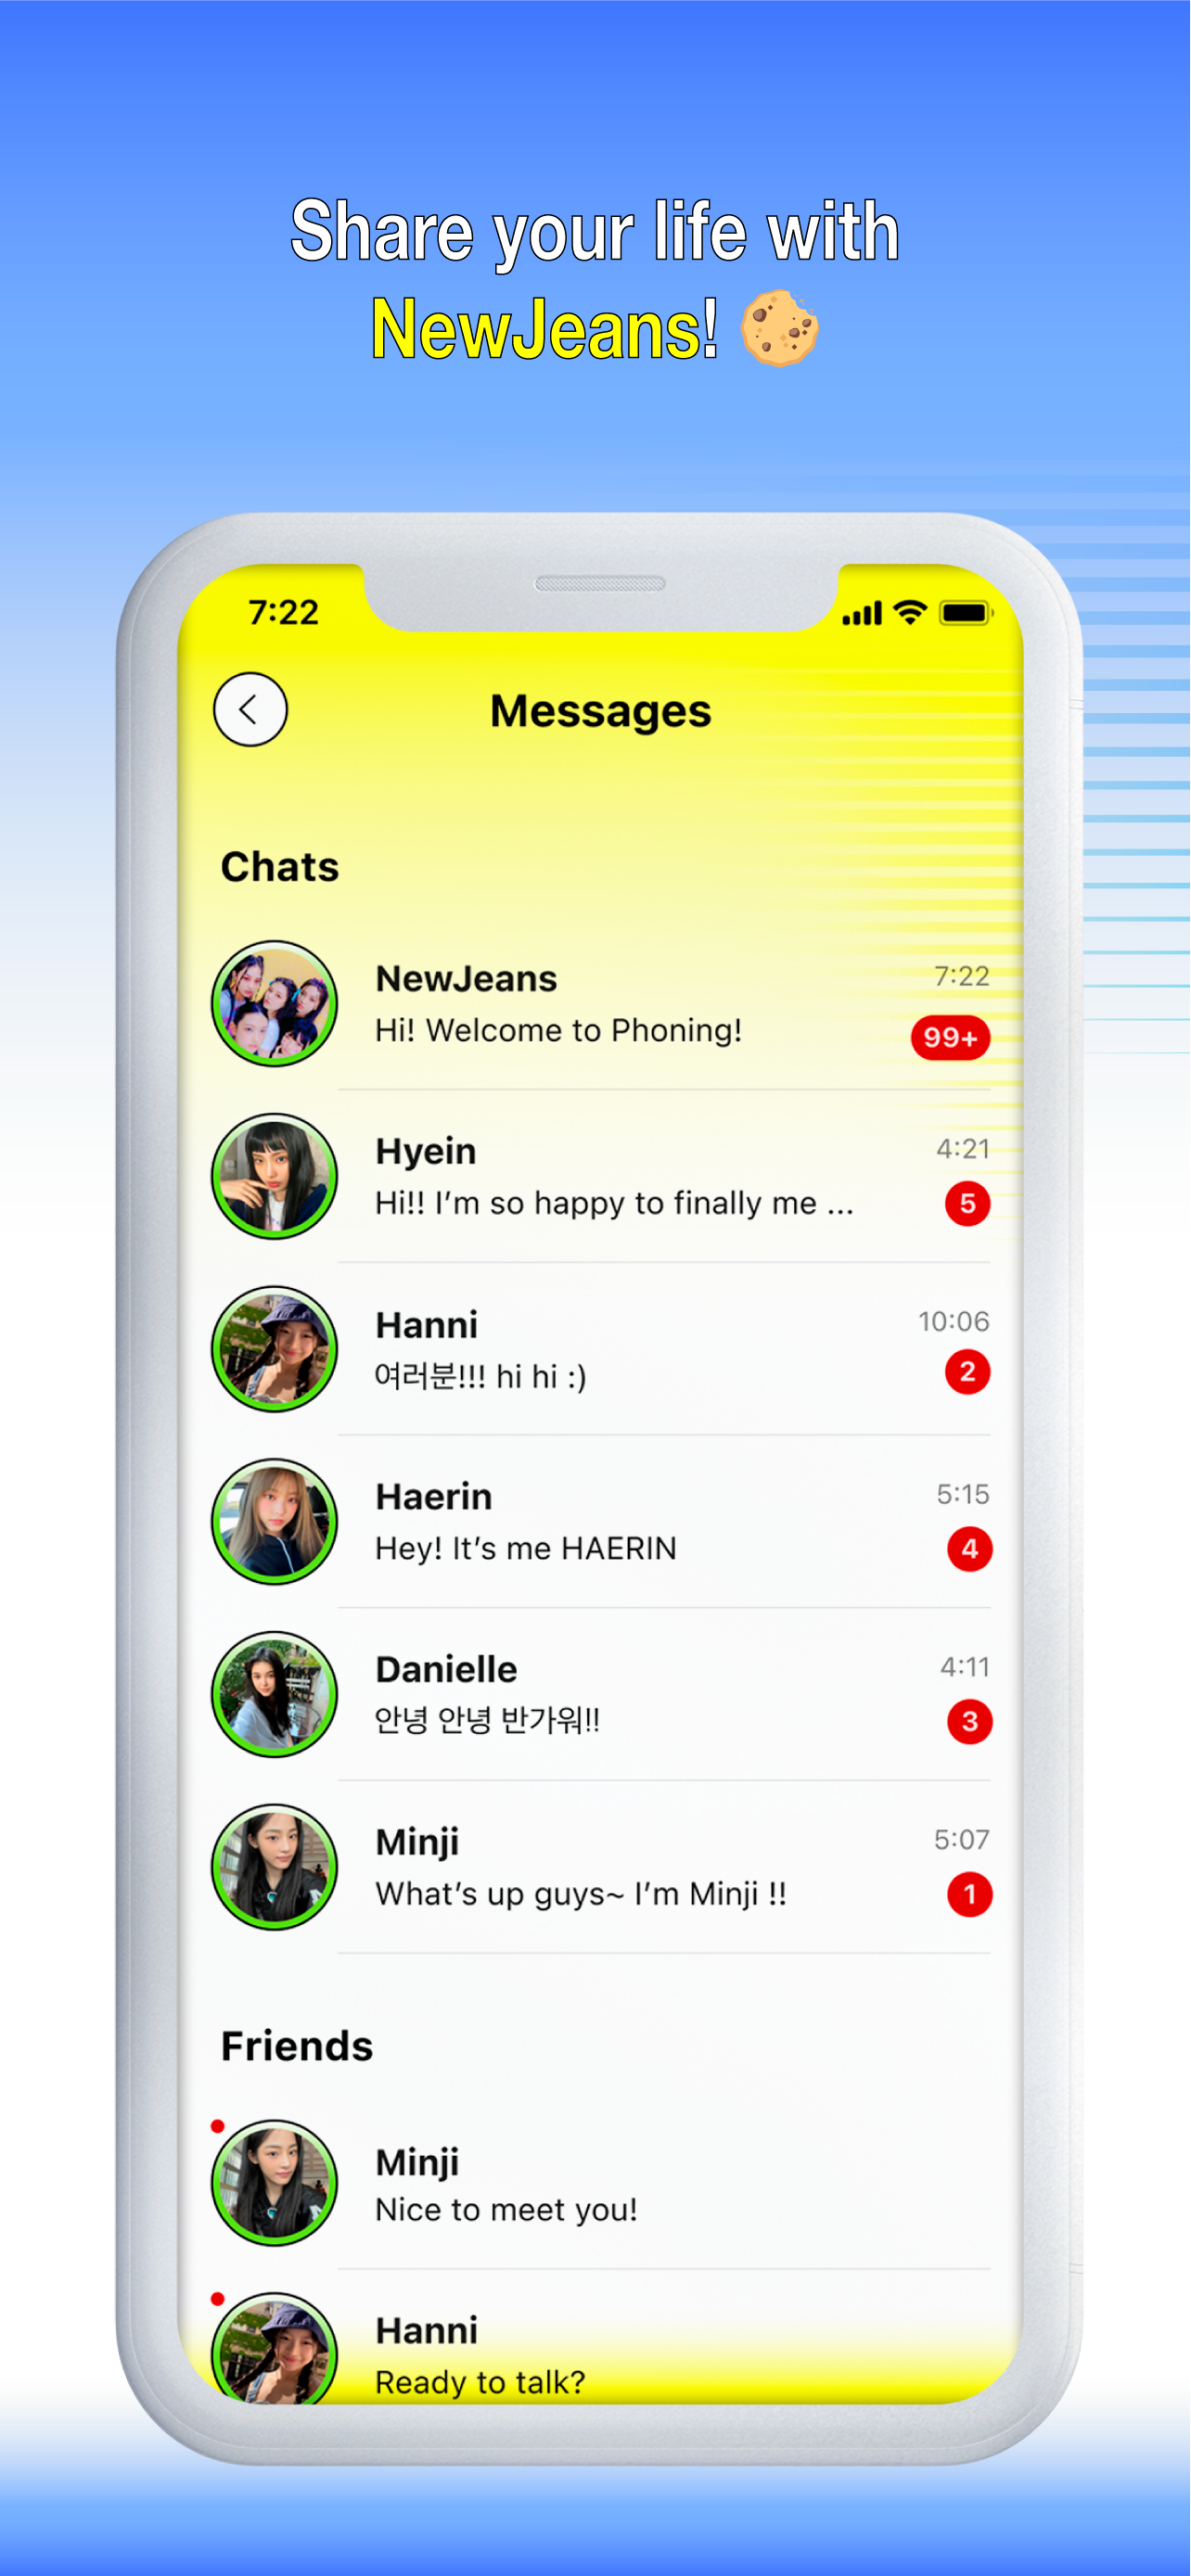 Share your life with
NewJeans!
7:22
Messages
Chats
NewJeans
7:22
Hi! Welcome to Phoning!
99+
Hyein
4:21
Hi!! I’m so happy to finally me ...
5
Hanni
10:06
여러분!!! hi hi :)
2
Haerin
5:15
Hey! It’s me HAERIN
4
Danielle
4:11
안녕 안녕 반가워!!
3
Minji
5:07
What’s up guys~ I’m Minji !!
1
Friends
Minji
Nice to meet you!
Hanni
Ready to talk?